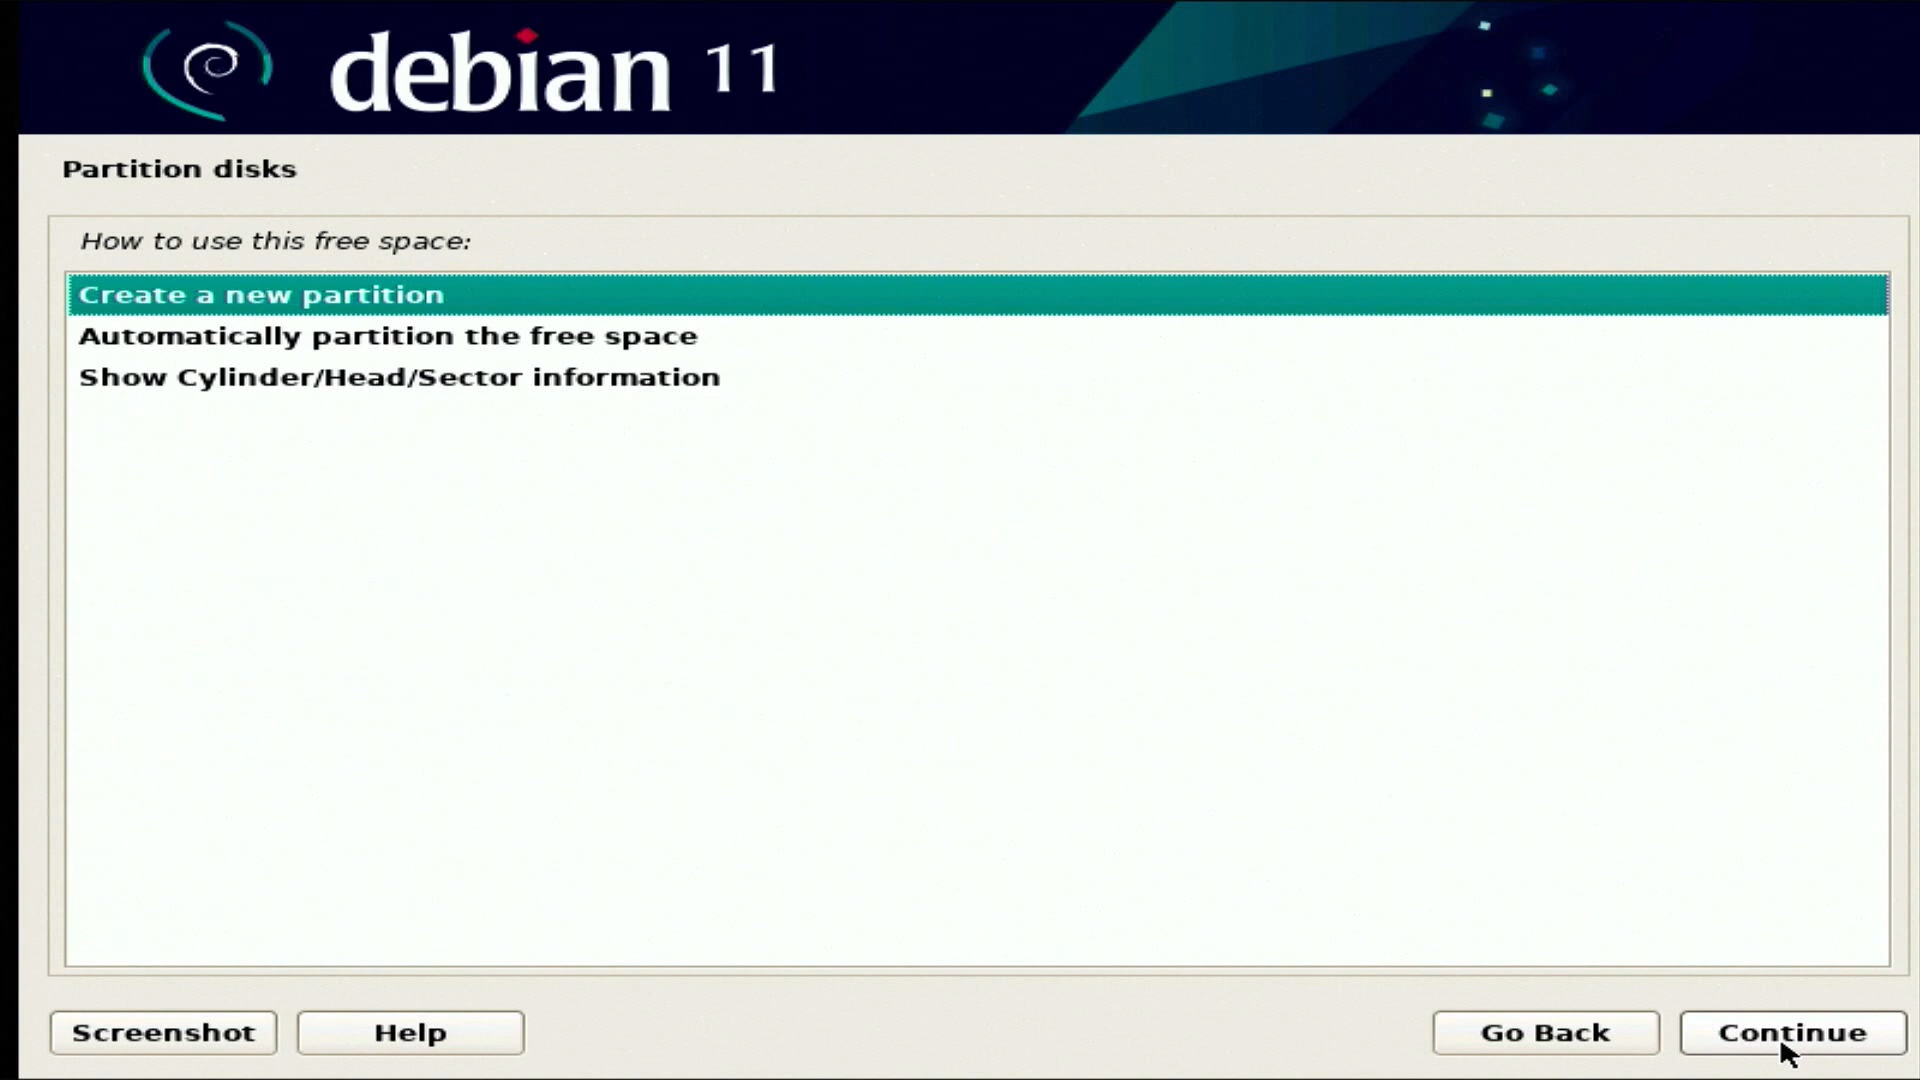 debian 11
Partition disks
How to use this free space:
Create a new partition
Automatically partition the free space
Show Cylinder/Head/Sector information
Screenshot
Help
Go Back
Continue